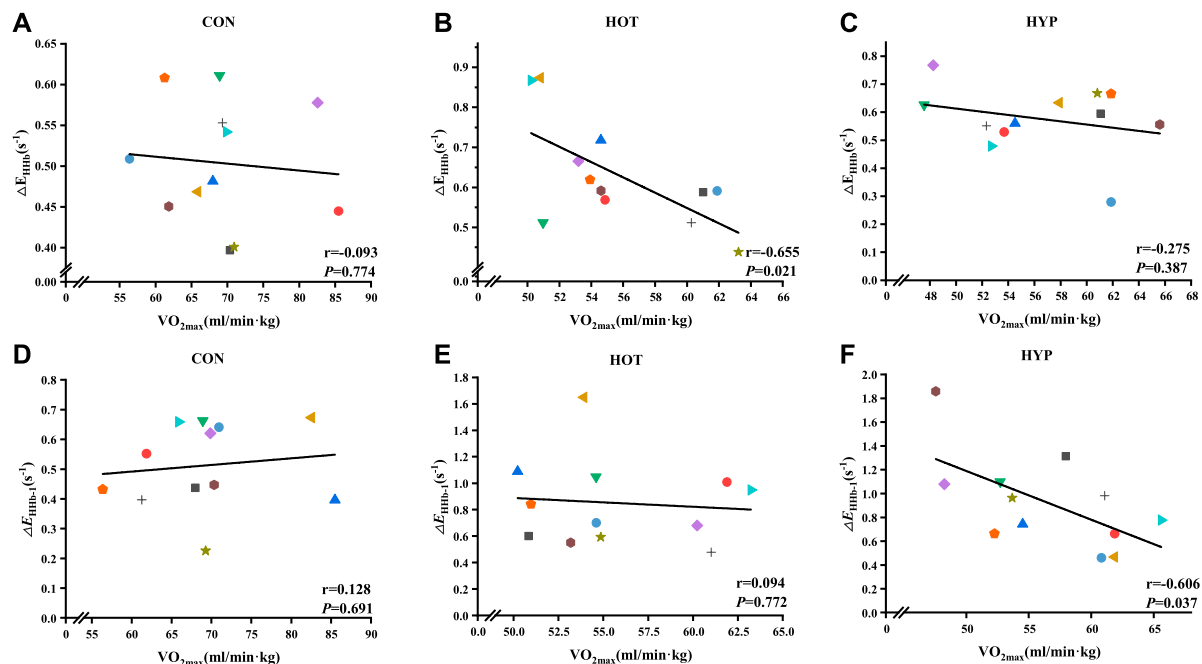 A
CON
0.65
0.60
0.55
0.50
0.45
0.40
0.00
0
55
60
65
70
75
80
85
90
△E HHb(s-1)
VO2max(ml/min·kg)
r=-0.093
P=0.774
B
HOT
0.9
0.8
0.7
0.6
0.5
0.0
0
50
52
54
56
58
60
62
64
66
△E HHb(s-1)
VO2max(ml/min·kg)
r=-0.655
P=0.021
C
HYP
1.0
0.8
0.7
0.6
0.5
0.4
0.3
0.2
0.0
0
48
50
52
54
56
58
60
62
64
66
68
△E HHb(s-1)
VO2max(ml/min·kg)
r=-0.275
P=0.387
D
CON
0.8
0.7
0.6
0.5
0.4
0.3
0.2
0.1
0.0
0
55
60
65
70
75
80
85
90
△E HHb-1(s-1)
VO2max(ml/min·kg)
r=0.128
P=0.691
E
HOT
1.8
1.6
1.4
1.2
1.0
0.8
0.6
0.4
0.2
0.0
0.0
50.0
52.5
55.0
57.5
60.0
62.5
65.0
△E HHb-1(s-1)
VO2max(ml/min·kg)
r=0.094
P=0.772
F
HYP
2.0
1.8
1.6
1.4
1.2
1.0
0.8
0.6
0.4
0.2
0.0
0
50
55
60
65
△E HHb-1(s-1)
VO2max(ml/min·kg)
r=-0.606
P=0.037